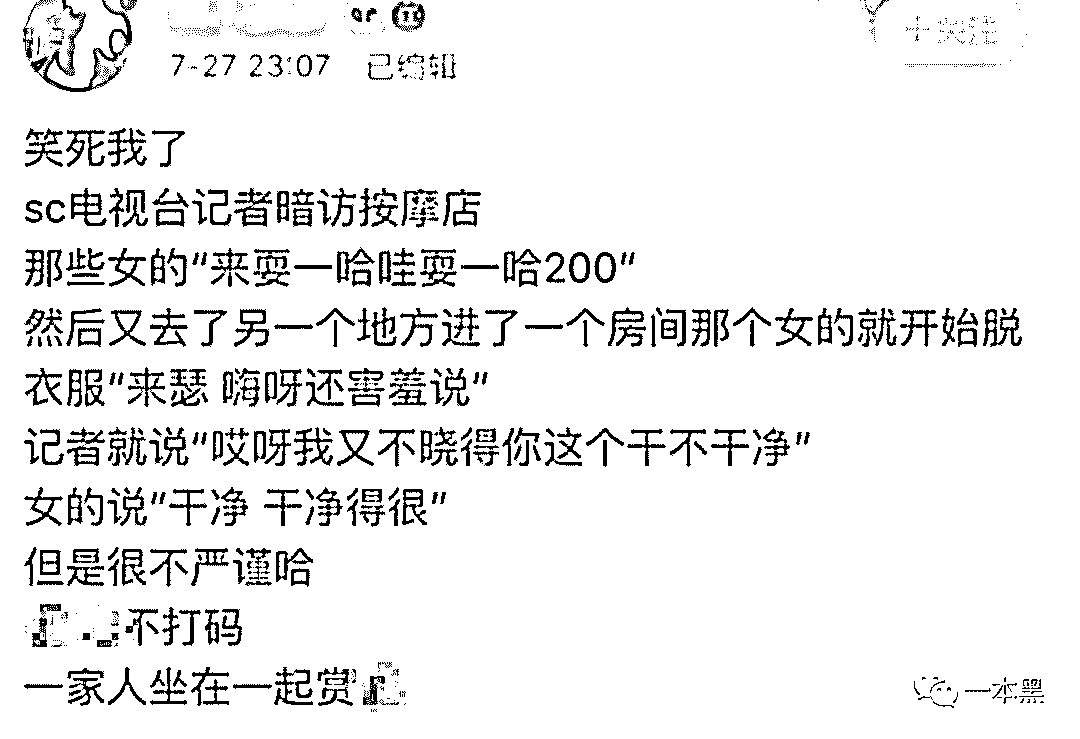 7-27 23:07 已编辑
十关注
笑死我了
sc电视台记者暗访按摩店
那些女的"来耍一哈哇耍一哈200"
然后又去了另一个地方进了一个房间那个女的就开始脱
衣服"来瑟 嗨呀还害羞说"
记者就说"哎呀我又不晓得你这个干不干净"
女的说"干净 干净得很"
但是很不严谨哈
不打码
一家人坐在一起赏
一本黑